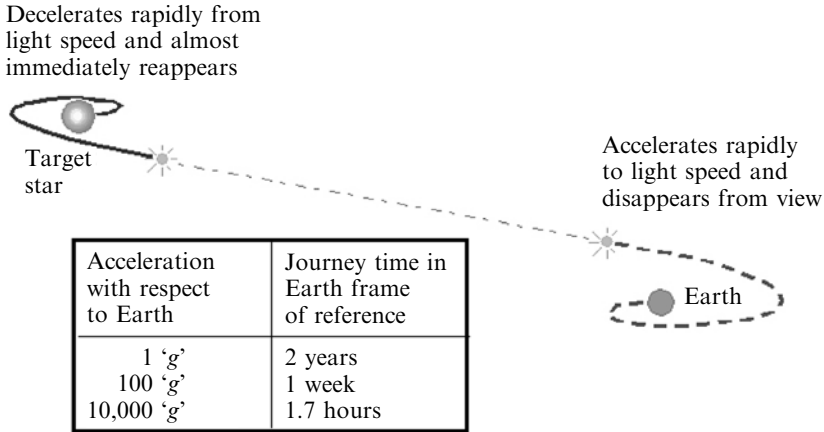 Decelerates rapidly from
light speed and almost
immediately reappears
Target
star
Accelerates rapidly
to light speed and
disappears from view
Earth
Acceleration
with respect
to Earth
Journey time in
Earth frame
of reference
1 ‘g’ 2 years
100 ‘g’ 1 week
10,000 ‘g’ 1.7 hours